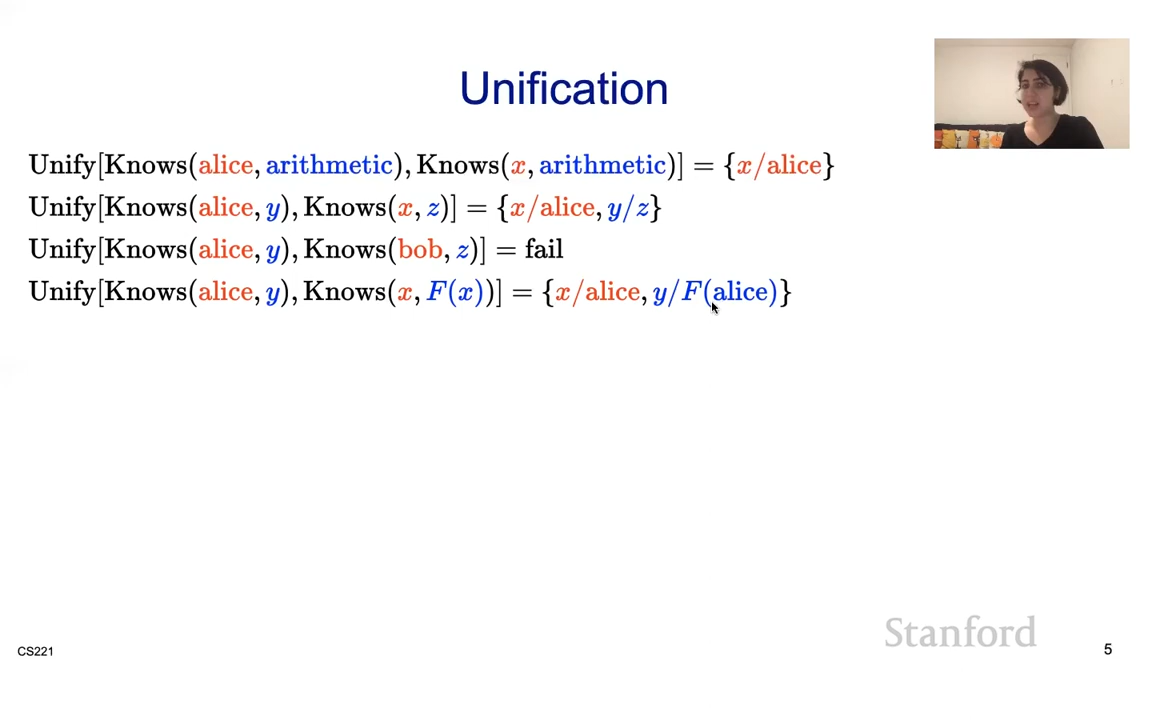 Unification
Unify[Knows(alice, arithmetic), Knows(x, arithmetic)] = {x/alice}
Unify[Knows(alice, y), Knows(x, z)] = {x/alice, y/z}
Unify[Knows(alice, y), Knows(bob, z)] = fail
Unify[Knows(alice, y), Knows(x, F(x))] = {x/alice, y/F(alice)}
Stanford
CS221
5